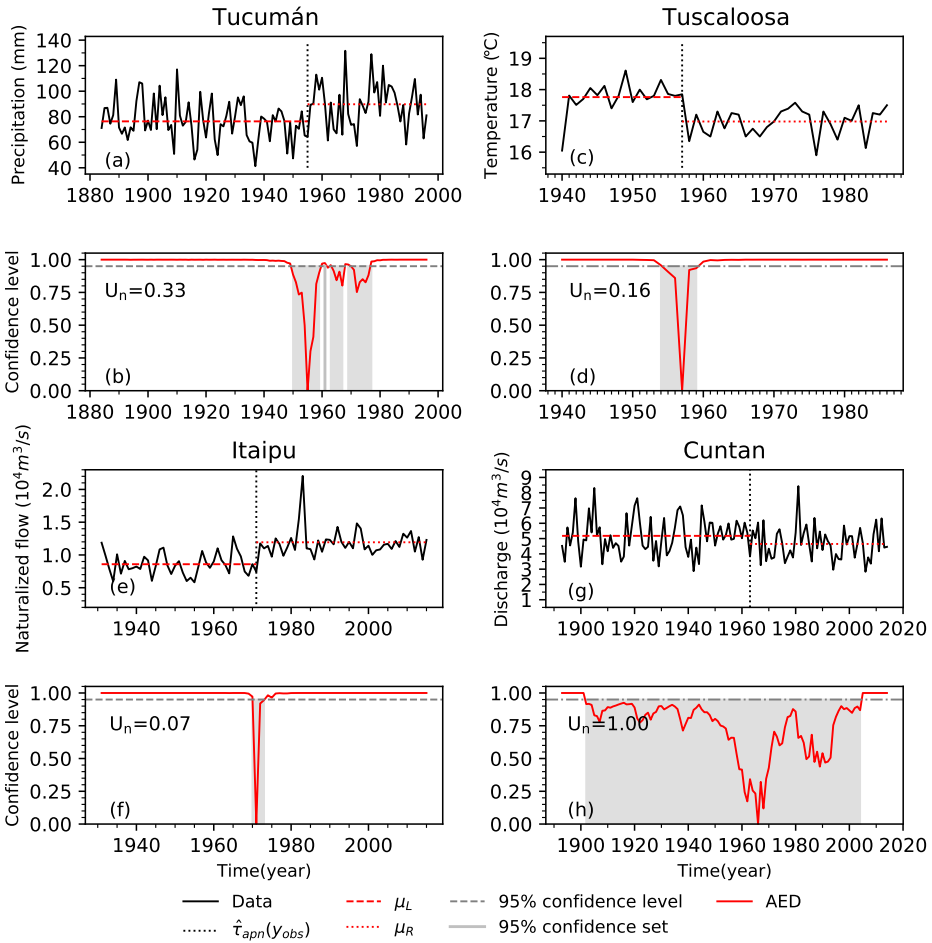 Tucumán
Precipitation (mm)
140
120
100
80
60
40
(a)
1880 1900 1920 1940 1960 1980 2000
Tuscaloosa
Temperature (℃)
19
18
17
16
(c)
1940 1950 1960 1970 1980
Confidence level
1.00
0.75
0.50
0.25
0.00
Uₙ=0.33
(b)
1880 1900 1920 1940 1960 1980 2000
1.00
0.75
0.50
0.25
0.00
Uₙ=0.16
(d)
1940 1950 1960 1970 1980
Itaipu
Naturalized flow (10⁴m³/s)
2.0
1.5
1.0
0.5
(e)
1940 1960 1980 2000
Cuntan
Discharge (10⁴m³/s)
9
8
7
6
5
4
3
2
1
(g)
1900 1920 1940 1960 1980 2000 2020
Confidence level
1.00
0.75
0.50
0.25
0.00
Uₙ=0.07
(f)
1940 1960 1980 2000
Time(year)
1.00
0.75
0.50
0.25
0.00
Uₙ=1.00
(h)
1900 1920 1940 1960 1980 2000 2020
Time(year)
Data μ_L 95% confidence level AED
τ̂ₐₚₙ(y_obs) μ_R 95% confidence set